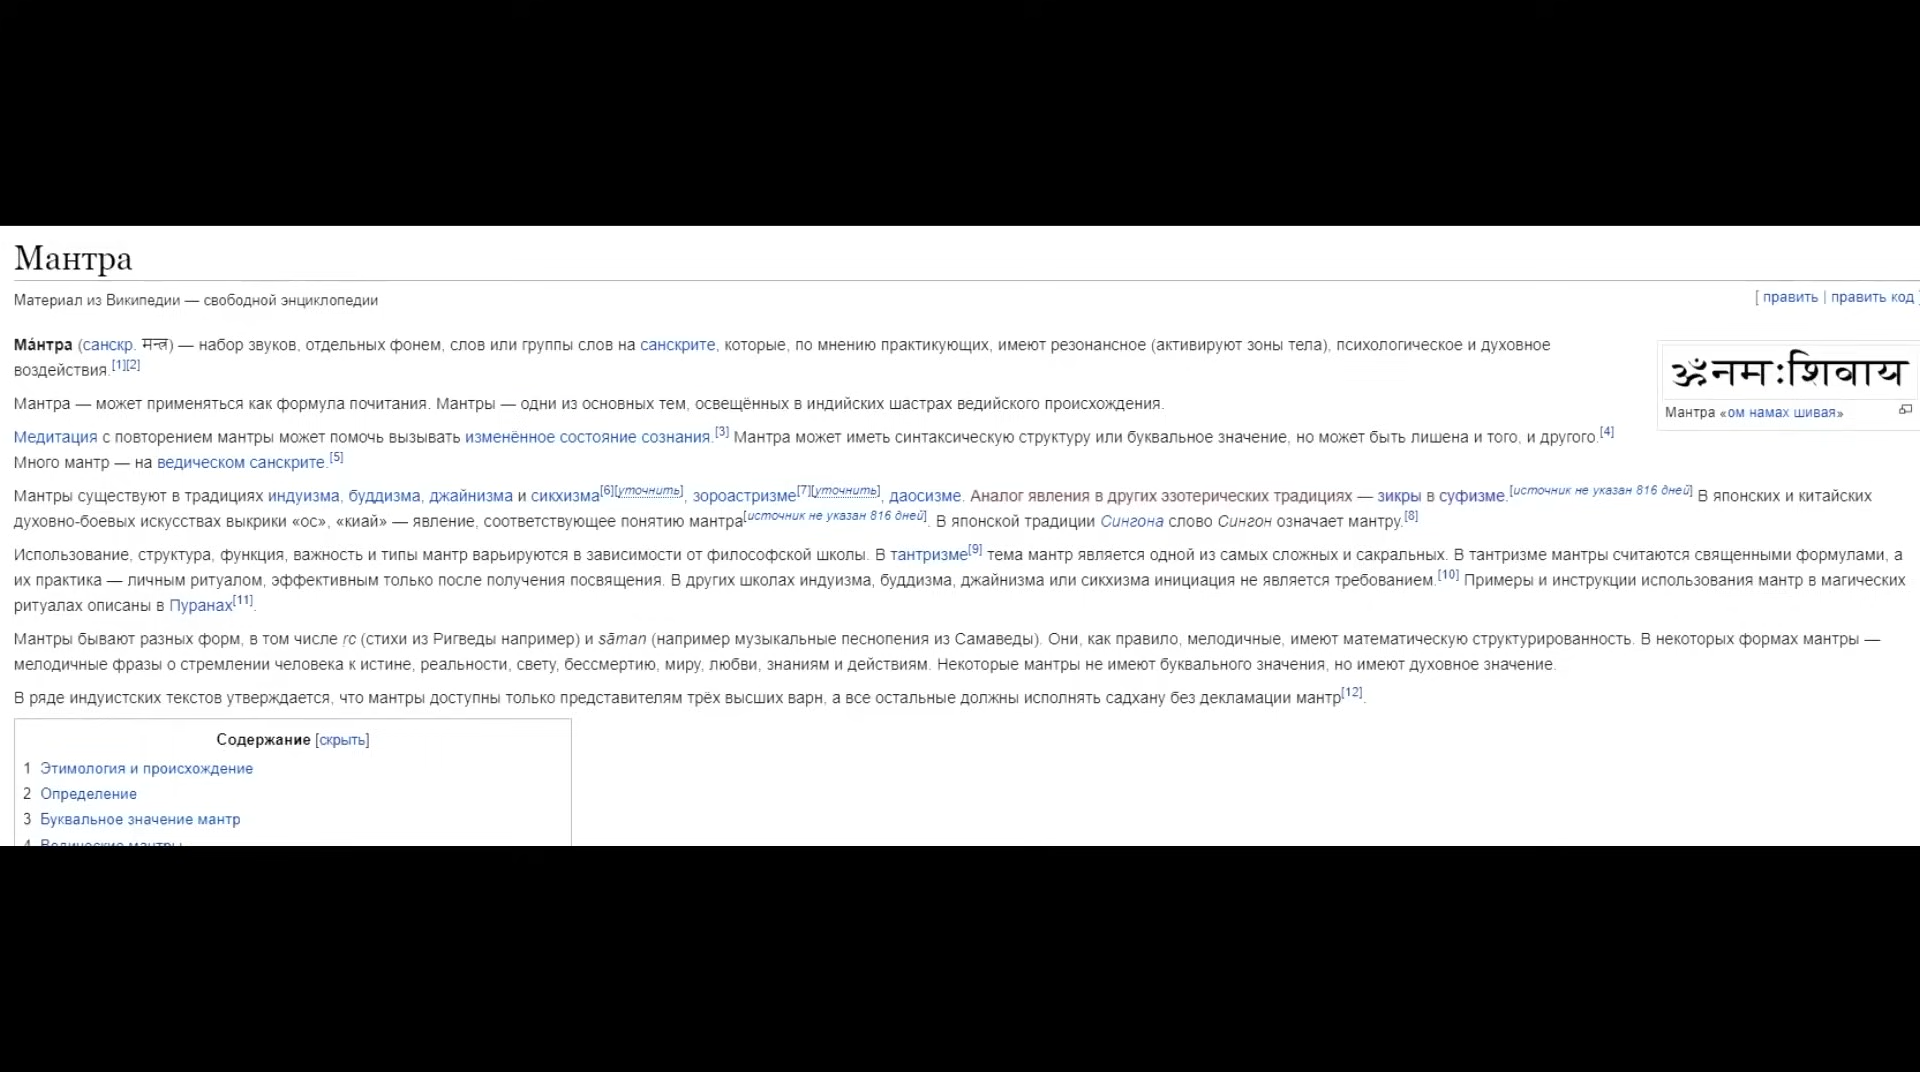 Мантра
Материал из Википедии — свободной энциклопедии
[ править | править код ]
Ма́нтра (санскр. मन्त्र) — набор звуков, отдельных фонем, слов или группы слов на санскрите, которые, по мнению практикующих, имеют резонансное (активируют зоны тела), психологическое и духовное
воздействия.[1][2]
ॐ नमः शिवाय
Мантра «ом намах шивая»
Мантра — может применяться как формула почитания. Мантры — одни из основных тем, освещённых в индийских шастрах ведийского происхождения.
Медитация с повторением мантры может помочь вызывать изменённое состояние сознания.[3] Мантра может иметь синтаксическую структуру или буквальное значение, но может быть лишена и того, и другого.[4]
Много мантр — на ведическом санскрите.[5]
Мантры существуют в традициях индуизма, буддизма, джайнизма и сикхизма[6][уточнить], зороастризме[7][уточнить], даосизме. Аналог явления в других эзотерических традициях — зикры в суфизме.[источник не указан 816 дней] В японских и китайских
духовно-боевых искусствах выкрики «ос», «киай» — явление, соответствующее понятию мантра[источник не указан 816 дней]. В японской традиции Сингона слово Сингон означает мантру.[8]
Использование, структура, функция, важность и типы мантр варьируются в зависимости от философской школы. В тантризме[9] тема мантр является одной из самых сложных и сакральных. В тантризме мантры считаются священными формулами, а
их практика — личным ритуалом, эффективным только после получения посвящения. В других школах индуизма, буддизма, джайнизма или сикхизма инициация не является требованием.[10] Примеры и инструкции использования мантр в магических
ритуалах описаны в Пуранах[11].
Мантры бывают разных форм, в том числе ṛc (стихи из Ригведы например) и sāman (например музыкальные песнопения из Самаведы). Они, как правило, мелодичные, имеют математическую структурированность. В некоторых формах мантры —
мелодичные фразы о стремлении человека к истине, реальности, свету, бессмертию, миру, любви, знаниям и действиям. Некоторые мантры не имеют буквального значения, но имеют духовное значение.
В ряде индуистских текстов утверждается, что мантры доступны только представителям трёх высших варн, а все остальные должны исполнять садхану без декламации мантр[12].
Содержание [скрыть]
1 Этимология и происхождение
2 Определение
3 Буквальное значение мантр
4 Ведические мантры